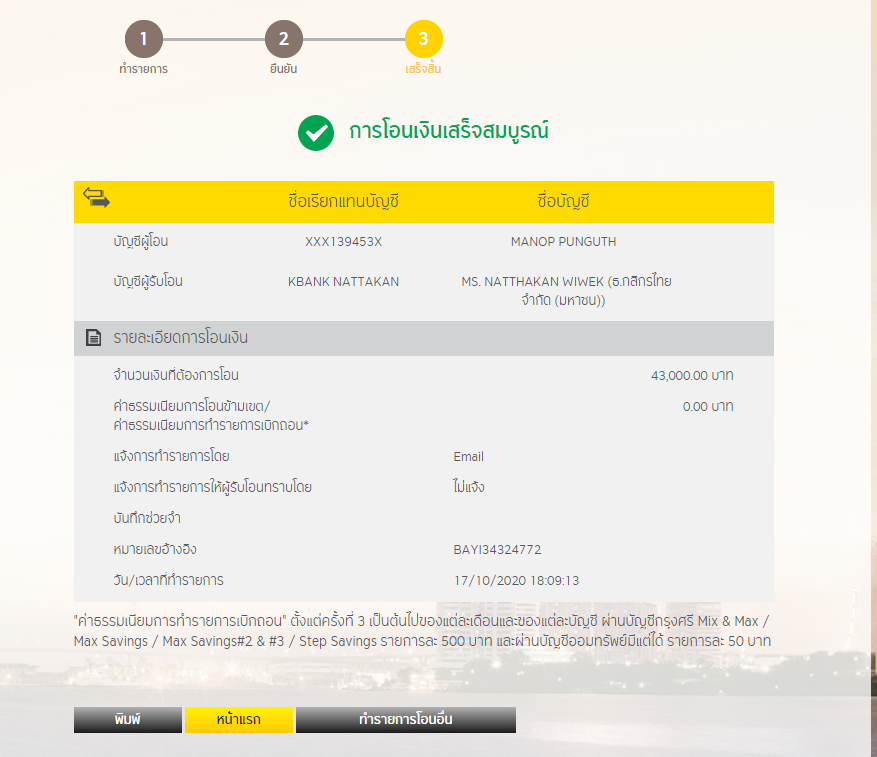 1 2 3
ทำรายการ ยืนยัน เสร็จสิ้น
การโอนเงินเสร็จสมบูรณ์
ชื่อเรียกแทนบัญชี ชื่อบัญชี
บัญชีผู้โอน XXX139453X MANOP PUNGUTH
บัญชีผู้รับโอน KBANK NATTAKAN MS. NATTHAKAN WIWEK (ธ.กสิกรไทย
จำกัด (มหาชน))
รายละเอียดการโอนเงิน
จำนวนเงินที่ต้องการโอน 43,000.00 บาท
ค่าธรรมเนียมการโอนข้ามเขต/ 0.00 บาท
ค่าธรรมเนียมการทำรายการเบิกถอน*
แจ้งการทำรายการโดย Email
แจ้งการทำรายการให้ผู้รับโอนทราบโดย ไม่แจ้ง
บันทึกช่วยจำ
หมายเลขอ้างอิง BAYI34324772
วัน/เวลาที่ทำรายการ 17/10/2020 18:09:13
"ค่าธรรมเนียมการทำรายการเบิกถอน" ตั้งแต่ครั้งที่ 3 เป็นต้นไปของแต่ละเดือนและของแต่ละบัญชี ผ่านบัญชีกรุงศรี Mix & Max /
Max Savings / Max Savings#2 & #3 / Step Savings รายการละ 500 บาท และผ่านบัญชีออมทรัพย์มีแต่ได้ รายการละ 50 บาท
พิมพ์ หน้าแรก ทำรายการโอนอื่น